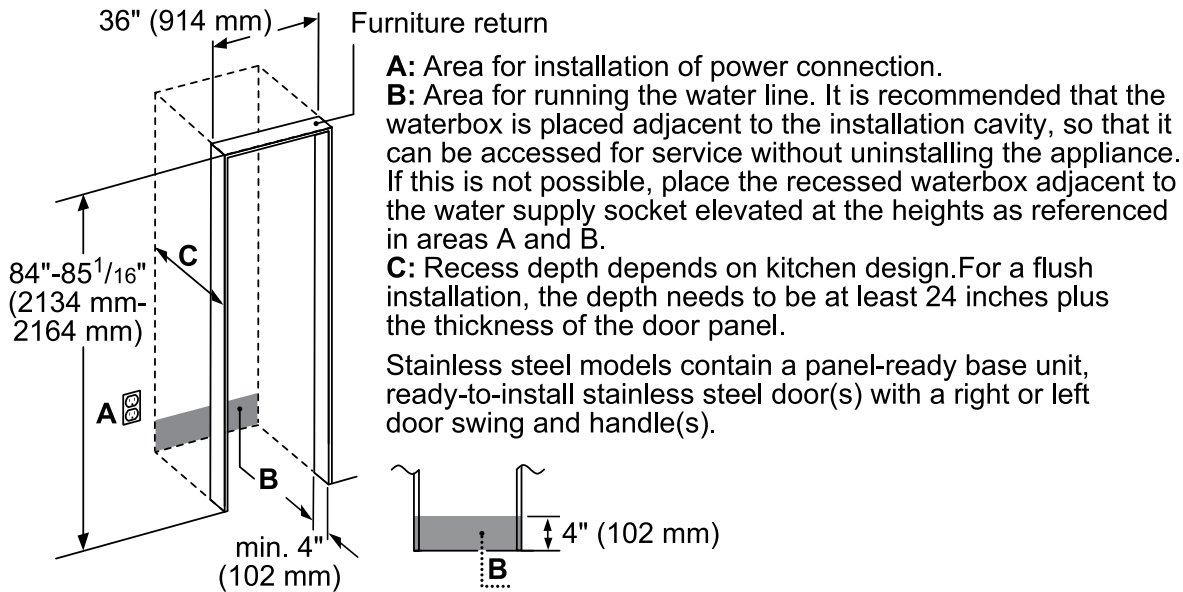 36" (914 mm)
Furniture return
A: Area for installation of power connection.
B: Area for running the water line. It is recommended that the
waterbox is placed adjacent to the installation cavity, so that it
can be accessed for service without uninstalling the appliance.
If this is not possible, place the recessed waterbox adjacent to
the water supply socket elevated at the heights as referenced
in areas A and B.
C: Recess depth depends on kitchen design.For a flush
installation, the depth needs to be at least 24 inches plus
the thickness of the door panel.
Stainless steel models contain a panel-ready base unit,
ready-to-install stainless steel door(s) with a right or left
door swing and handle(s).
C
84"-85 1/16"
(2134 mm-
2164 mm)
A
B
min. 4"
(102 mm)
4" (102 mm)
B